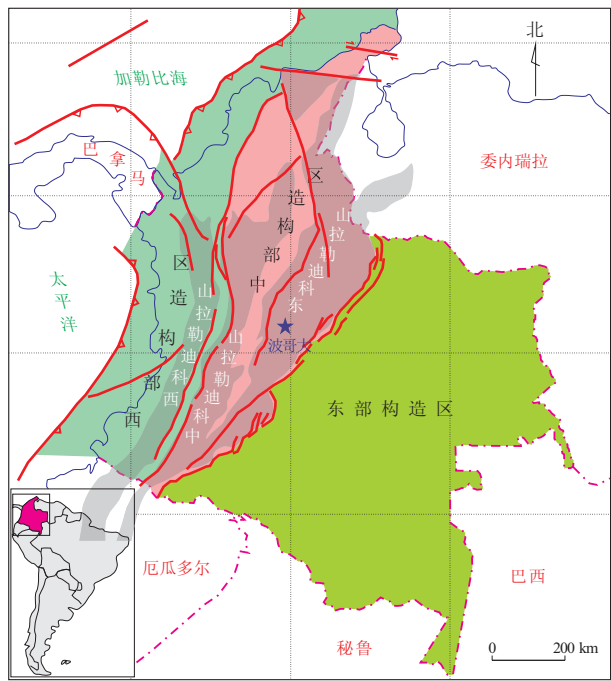 北
加勒比海
巴拿马
委内瑞拉
太平洋
西部构造区
中部构造区
西科迪勒拉山
中科迪勒拉山
东科迪勒拉山
波哥大
东部构造区
厄瓜多尔
巴西
秘鲁
0 200 km